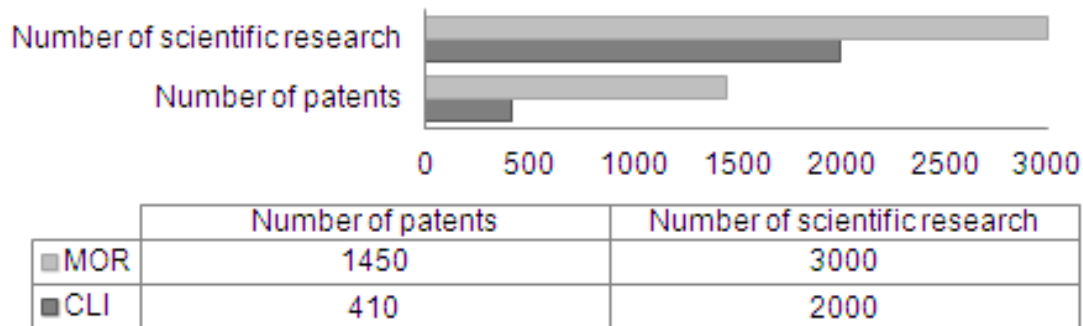 Number of scientific research
Number of patents
0 500 1000 1500 2000 2500 3000
Number of patents Number of scientific research
MOR 1450 3000
CLI 410 2000